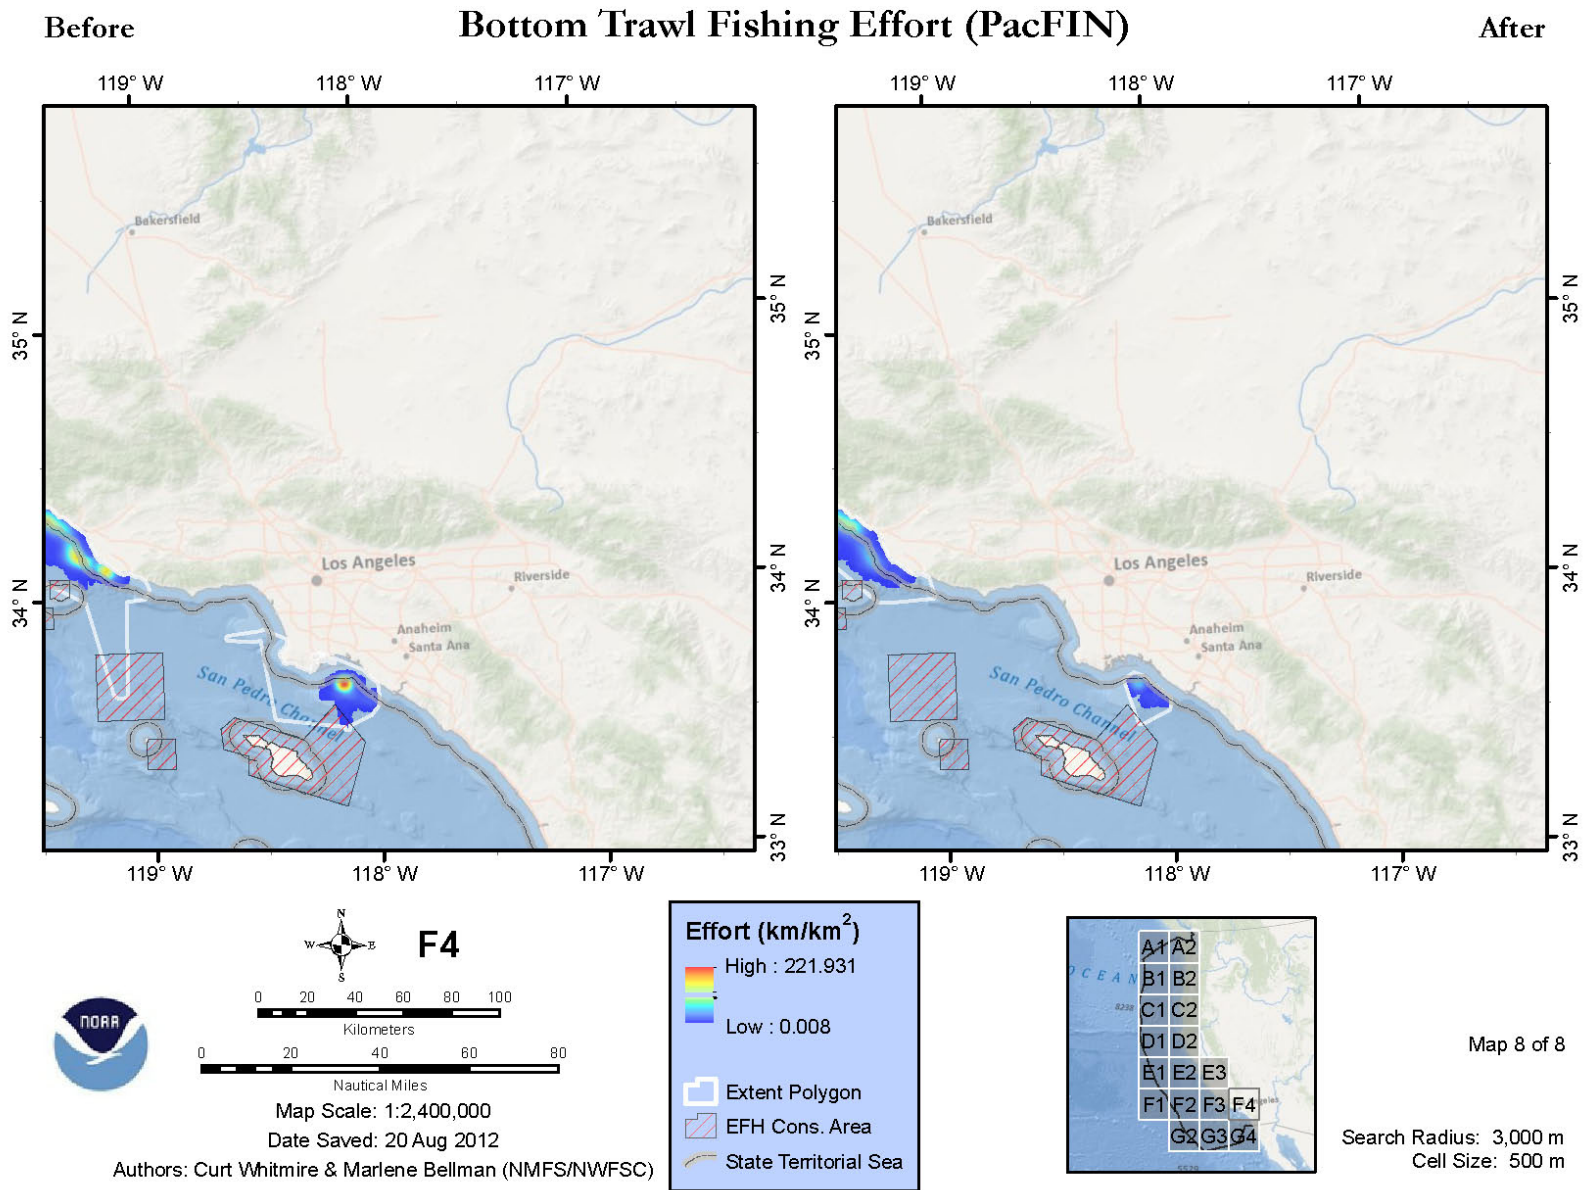 Before
Bottom Trawl Fishing Effort (PacFIN)
After
119° W
118° W
117° W
119° W
118° W
117° W
Bakersfield
Bakersfield
35° N
35° N
35° N
35° N
Los Angeles
Riverside
Los Angeles
Riverside
34° N
34° N
34° N
34° N
Anaheim
Santa Ana
Anaheim
Santa Ana
San Pedro Channel
San Pedro Channel
33° N
33° N
119° W
118° W
117° W
119° W
118° W
117° W
N
W E
S
F4
0 20 40 60 80 100
Kilometers
0 20 40 60 80
Nautical Miles
NOAA
Map Scale: 1:2,400,000
Date Saved: 20 Aug 2012
Authors: Curt Whitmire & Marlene Bellman (NMFS/NWFSC)
Effort (km/km²)
High : 221.931
Low : 0.008
Extent Polygon
EFH Cons. Area
State Territorial Sea
OCEAN
8238
A1 A2
B1 B2
C1 C2
D1 D2
E1 E2 E3
F1 F2 F3 F4
G2 G3 G4
Map 8 of 8
Search Radius: 3,000 m
Cell Size: 500 m